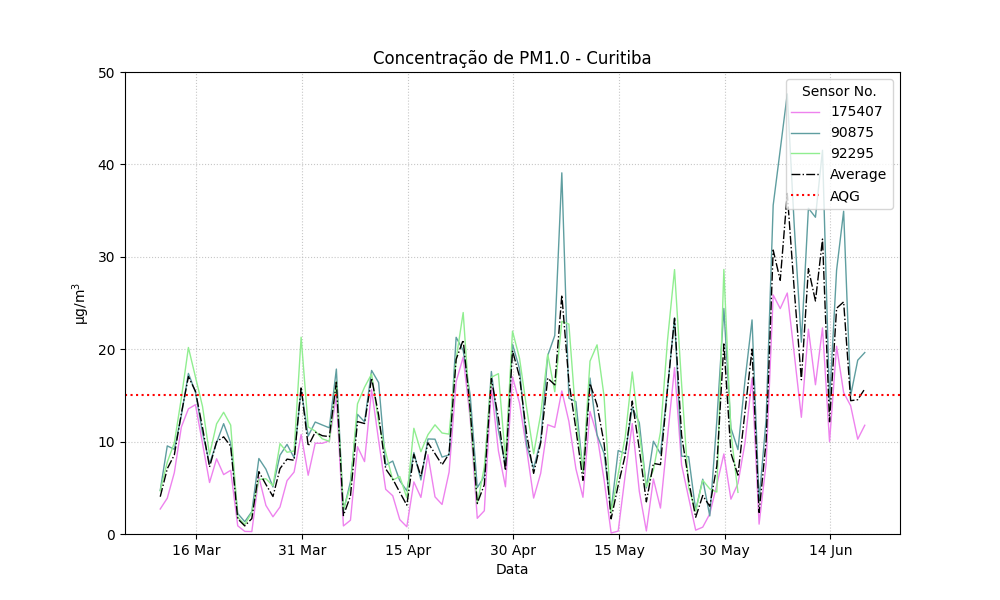 Concentração de PM1.0 - Curitiba
50
40
30
20
10
0
µg/m³
16 Mar
31 Mar
15 Apr
30 Apr
15 May
30 May
14 Jun
Data
Sensor No.
175407
90875
92295
Average
AQG